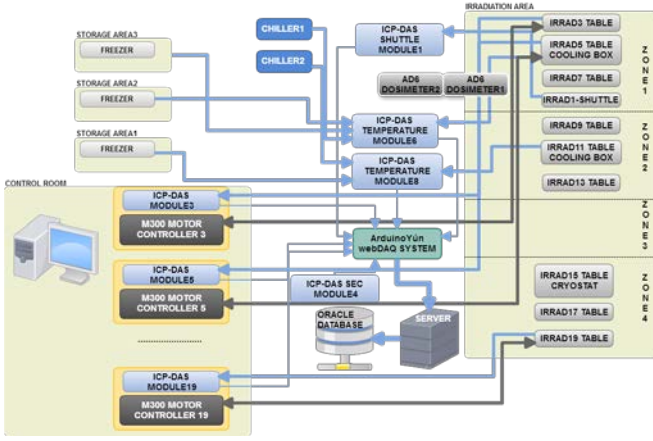 IRRADIATION AREA
STORAGE AREA3
FREEZER
STORAGE AREA2
FREEZER
STORAGE AREA1
FREEZER
CHILLER1
CHILLER2
ICP-DAS
SHUTTLE
MODULE1
AD6
DOSIMETER2
AD6
DOSIMETER1
ICP-DAS
TEMPERATURE
MODULE6
ICP-DAS
TEMPERATURE
MODULE8
IRRAD3 TABLE
IRRAD5 TABLE
COOLING BOX
IRRAD7 TABLE
IRRAD1-SHUTTLE
ZONE1
IRRAD9 TABLE
IRRAD11 TABLE
COOLING BOX
IRRAD13 TABLE
ZONE2
ZONE3
IRRAD15 TABLE
CRYOSTAT
IRRAD17 TABLE
IRRAD19 TABLE
ZONE4
CONTROL ROOM
ICP-DAS
MODULE3
M300 MOTOR
CONTROLLER 3
ICP-DAS
MODULE5
M300 MOTOR
CONTROLLER 5
ICP-DAS
MODULE19
M300 MOTOR
CONTROLLER 19
ArduinoYún
webDAQ SYSTEM
ICP-DAS SEC
MODULE4
ORACLE
DATABASE
SERVER